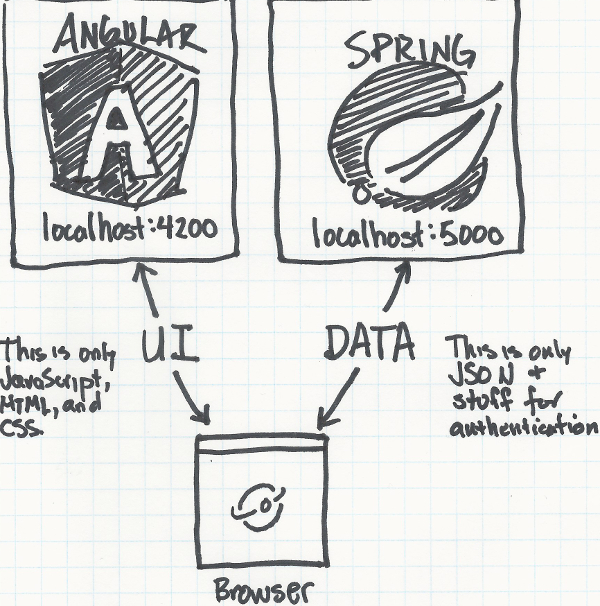 ANGULAR
A
localhost:4200
SPRING
localhost:5000
UI
DATA
This is only
JavaScript,
HTML, and
CSS.
This is only
JSON +
stuff for
authentication
Browser